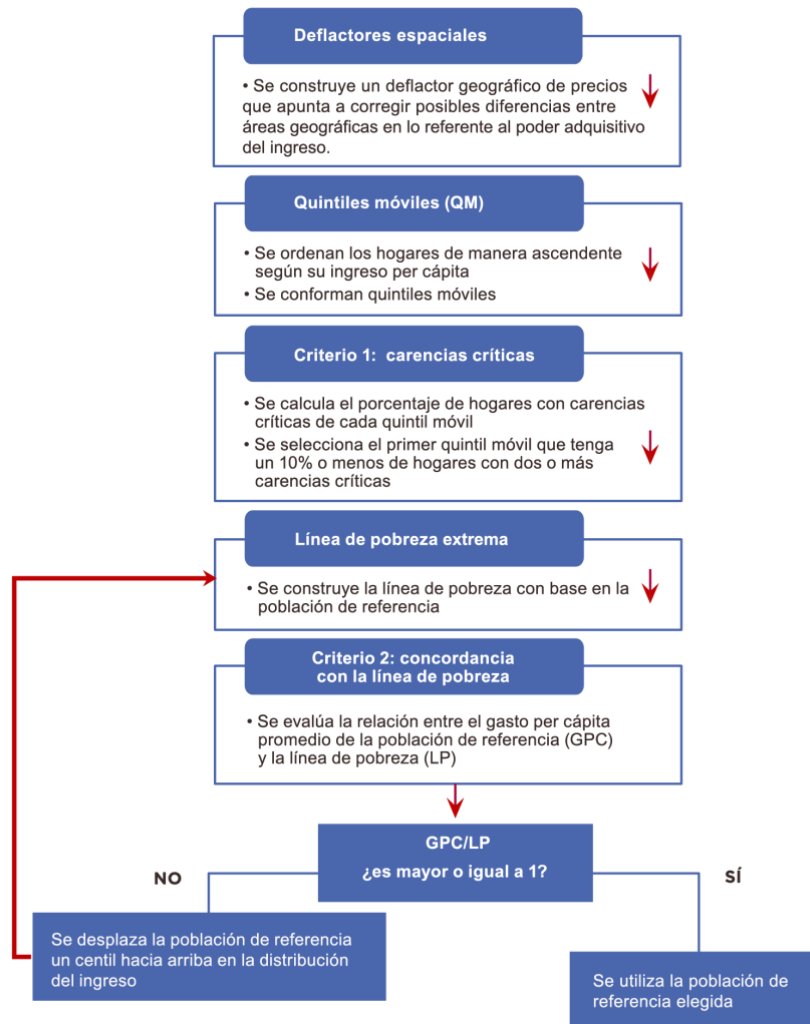 Deflactores espaciales
• Se construye un deflactor geográfico de precios
que apunta a corregir posibles diferencias entre
áreas geográficas en lo referente al poder adquisitivo
del ingreso.
Quintiles móviles (QM)
• Se ordenan los hogares de manera ascendente
según su ingreso per cápita
• Se conforman quintiles móviles
Criterio 1: carencias críticas
• Se calcula el porcentaje de hogares con carencias
críticas de cada quintil móvil
• Se selecciona el primer quintil móvil que tenga
un 10% o menos de hogares con dos o más
carencias críticas
Línea de pobreza extrema
• Se construye la línea de pobreza con base en la
población de referencia
Criterio 2: concordancia
con la línea de pobreza
• Se evalúa la relación entre el gasto per cápita
promedio de la población de referencia (GPC)
y la línea de pobreza (LP)
GPC/LP
¿es mayor o igual a 1?
NO
SÍ
Se desplaza la población de referencia
un centil hacia arriba en la distribución
del ingreso
Se utiliza la población de
referencia elegida